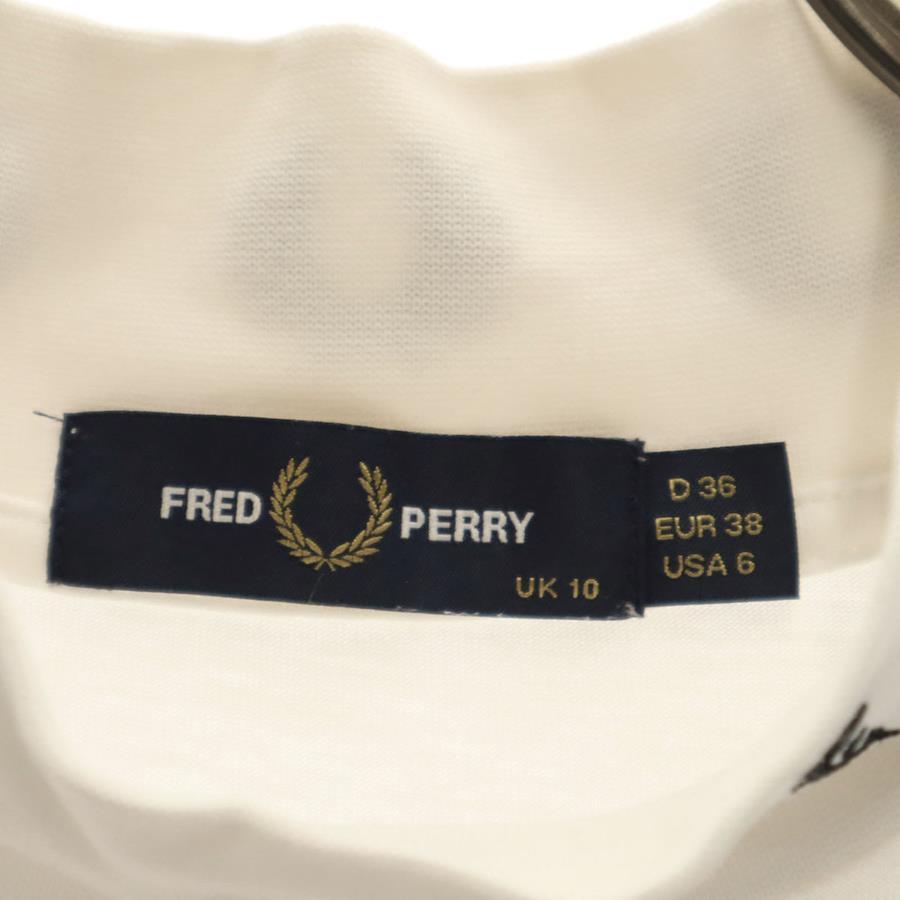 FRED PERRY
UK 10
D 36
EUR 38
USA 6